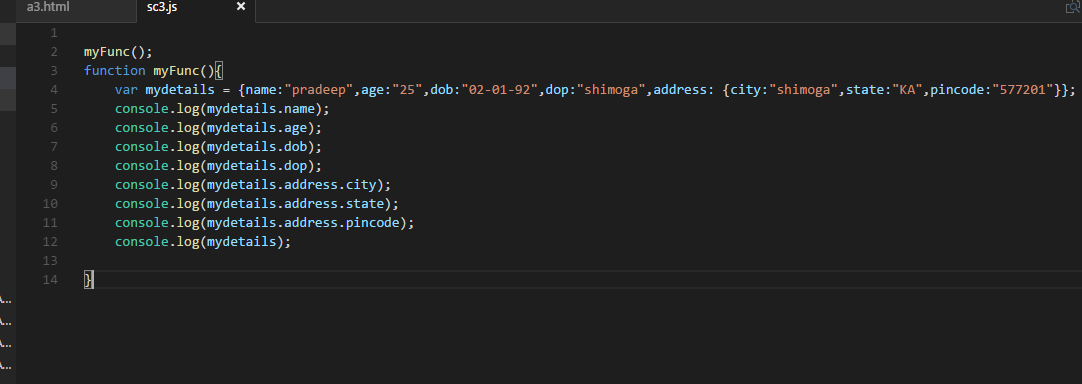 a3.html sc3.js ×
1
2 myFunc();
3 function myFunc(){
4 var mydetails = {name:"pradeep",age:"25",dob:"02-01-92",dop:"shimoga",address: {city:"shimoga",state:"KA",pincode:"577201"}};
5 console.log(mydetails.name);
6 console.log(mydetails.age);
7 console.log(mydetails.dob);
8 console.log(mydetails.dop);
9 console.log(mydetails.address.city);
10 console.log(mydetails.address.state);
11 console.log(mydetails.address.pincode);
12 console.log(mydetails);
13
14 }